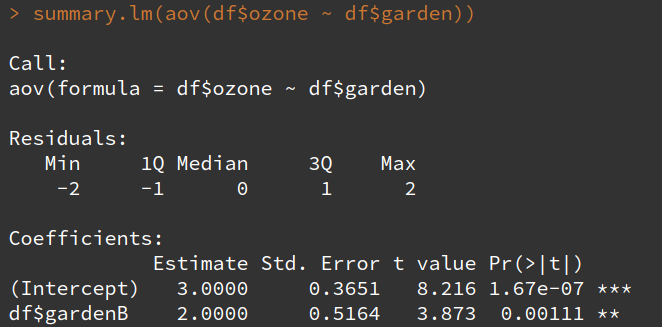 > summary.lm(aov(df$ozone ~ df$garden))
Call:
aov(formula = df$ozone ~ df$garden)
Residuals:
   Min     1Q Median     3Q    Max
    -2     -1      0      1      2
Coefficients:
            Estimate Std. Error t value Pr(>|t|)
(Intercept)   3.0000     0.3651   8.216 1.67e-07 ***
df$gardenB    2.0000     0.5164   3.873  0.00111 **